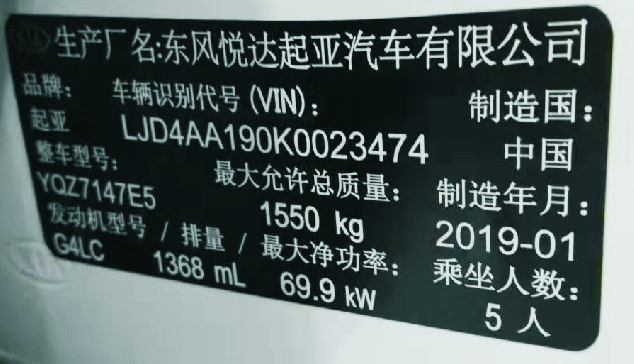 生产厂名:东风悦达起亚汽车有限公司
品牌: 车辆识别代号(VIN): 制造国:
起亚 LJD4AA190K0023474 中国
整车型号: 最大允许总质量: 制造年月:
YQZ7147E5 1550 kg 2019-01
发动机型号 / 排量 / 最大净功率: 乘坐人数:
G4LC 1368 mL 69.9 kW 5 人